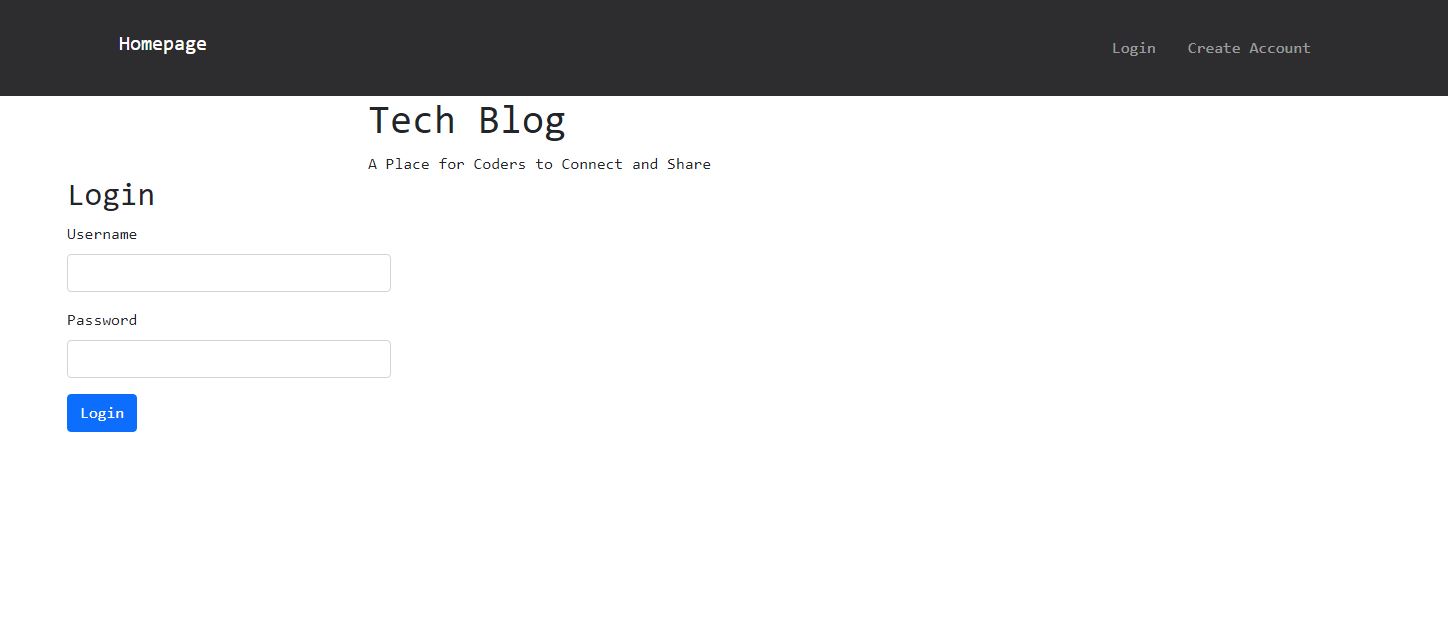 Homepage
Login Create Account
Tech Blog
A Place for Coders to Connect and Share
Login
Username
Password
Login